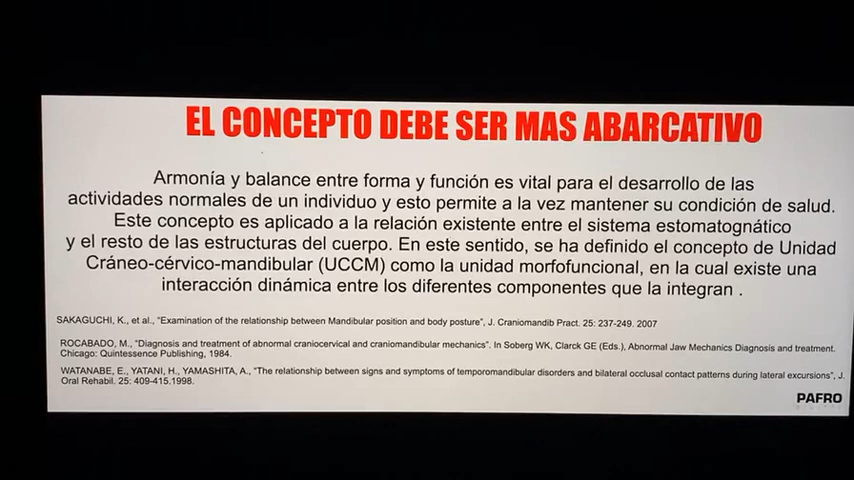 EL CONCEPTO DEBE SER MAS ABARCATIVO
Armonía y balance entre forma y función es vital para el desarrollo de las
actividades normales de un individuo y esto permite a la vez mantener su condición de salud.
Este concepto es aplicado a la relación existente entre el sistema estomatognático
y el resto de las estructuras del cuerpo. En este sentido, se ha definido el concepto de Unidad
Cráneo-cérvico-mandibular (UCCM) como la unidad morfofuncional, en la cual existe una
interacción dinámica entre los diferentes componentes que la integran .
SAKAGUCHI, K., et al., "Examination of the relationship between Mandibular position and body posture", J. Craniomandib Pract. 25: 237-249. 2007
ROCABADO, M., "Diagnosis and treatment of abnormal craniocervical and craniomandibular mechanics". In Soberg WK, Clarck GE (Eds.), Abnormal Jaw Mechanics Diagnosis and treatment.
Chicago: Quintessence Publishing, 1984.
WATANABE, E., YATANI, H., YAMASHITA, A., "The relationship between signs and symptoms of temporomandibular disorders and bilateral occlusal contact patterns during lateral excursions", J.
Oral Rehabil. 25: 409-415.1998.
PAFRO